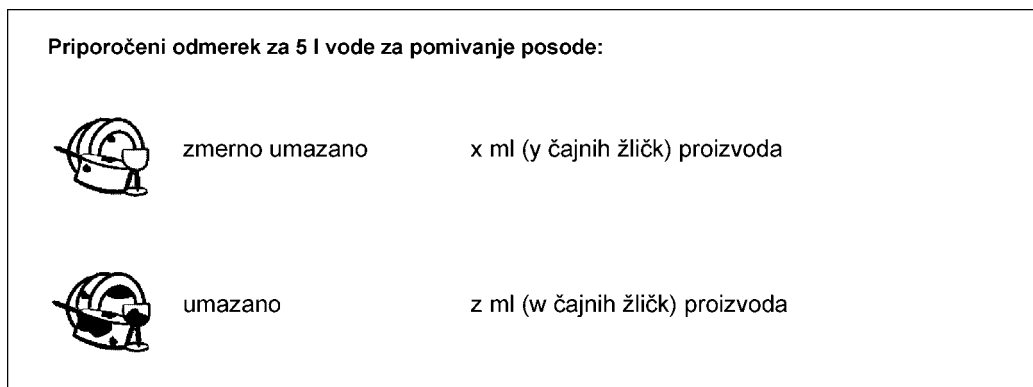 Priporočeni odmerek za 5 l vode za pomivanje posode:
zmerno umazano x ml (y čajnih žličk) proizvoda
umazano z ml (w čajnih žličk) proizvoda